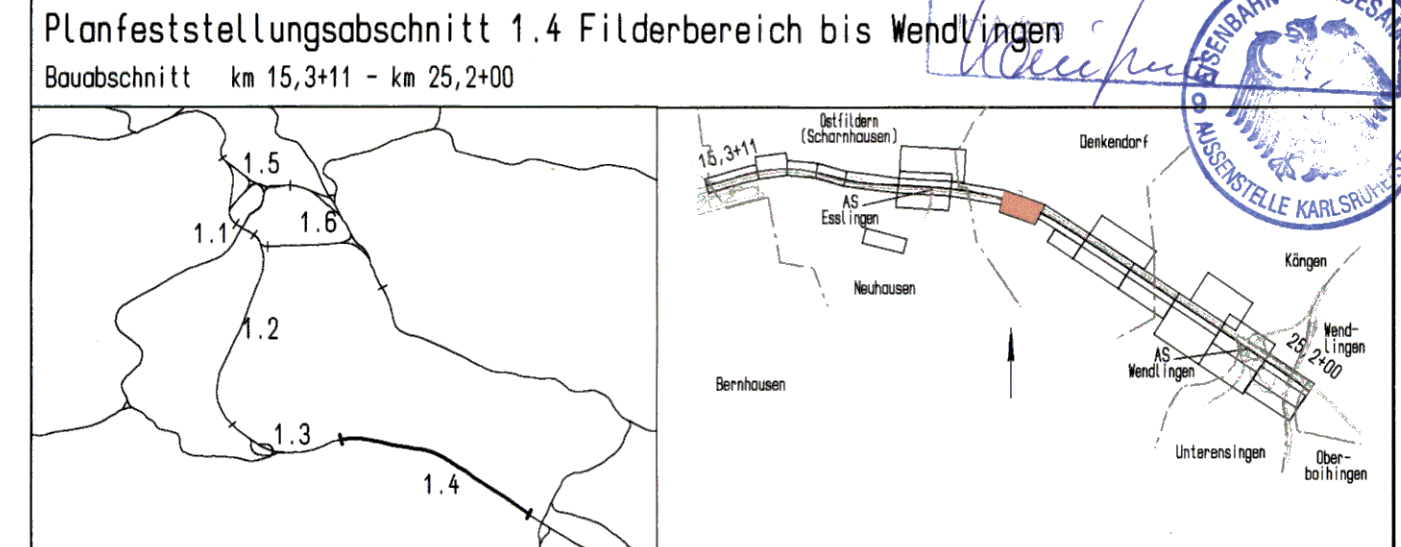 Planfeststellungsabschnitt 1.4 Filderbereich bis Wendlingen
Bauabschnitt km 15,3+11 - km 25,2+00
EISENBAHN
AUSSENSTELLE KARLSRUHE
1.5
1.6
1.1
1.2
1.3
1.4
Ostfildern
(Scharnhausen)
Denkendorf
15,3+11
AS
Esslingen
Neuhausen
Köngen
Wend-
lingen
25,2+00
AS
Wendlingen
Bernhausen
Unterensingen
Ober-
boihingen